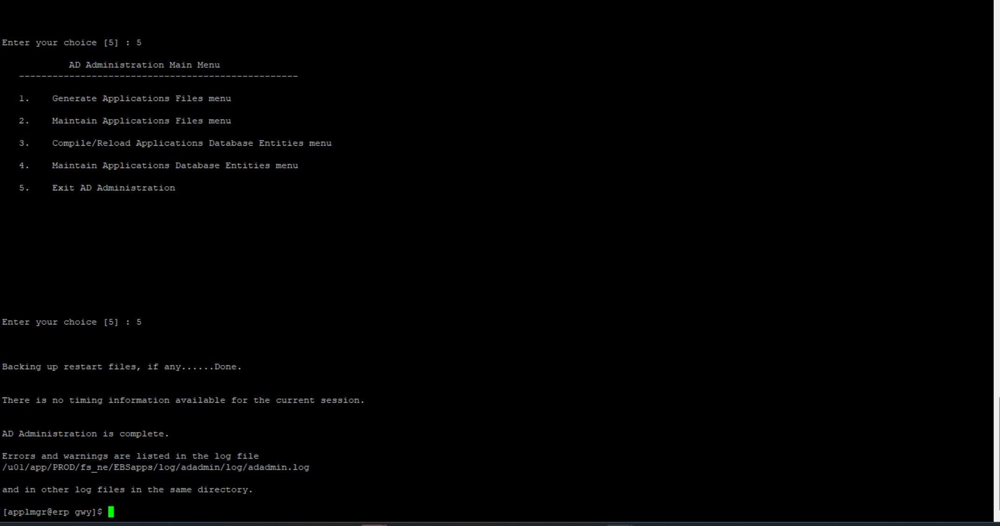 Enter your choice [5] : 5
AD Administration Main Menu
--------------------------------------------------
1.    Generate Applications Files menu
2.    Maintain Applications Files menu
3.    Compile/Reload Applications Database Entities menu
4.    Maintain Applications Database Entities menu
5.    Exit AD Administration
Enter your choice [5] : 5
Backing up restart files, if any......Done.
There is no timing information available for the current session.
AD Administration is complete.
Errors and warnings are listed in the log file
/u01/app/PROD/fs_ne/EBSapps/log/adadmin/log/adadmin.log
and in other log files in the same directory.
[applmgr@erp gwy]$